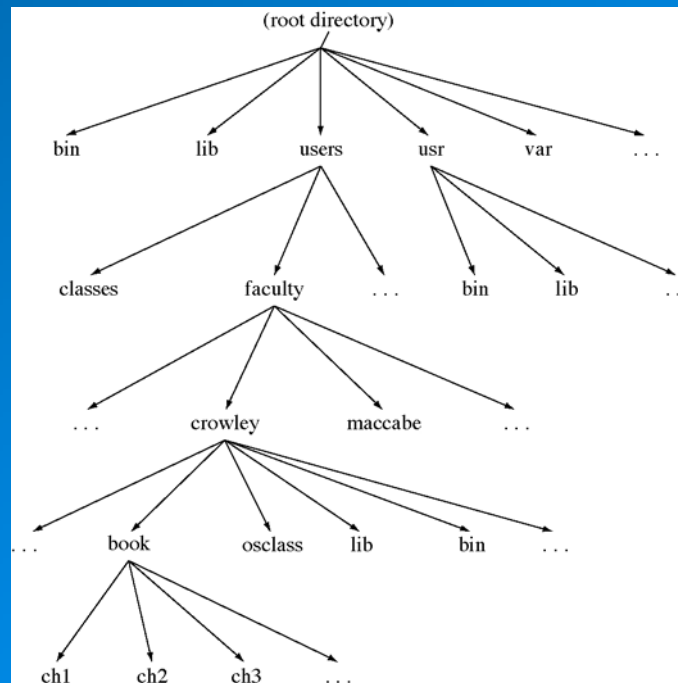 (root directory)
bin lib users usr var . . .
classes faculty . . . bin lib . .
. . . crowley maccabe . . .
. . . book osclass lib bin . . .
ch1 ch2 ch3 . . .